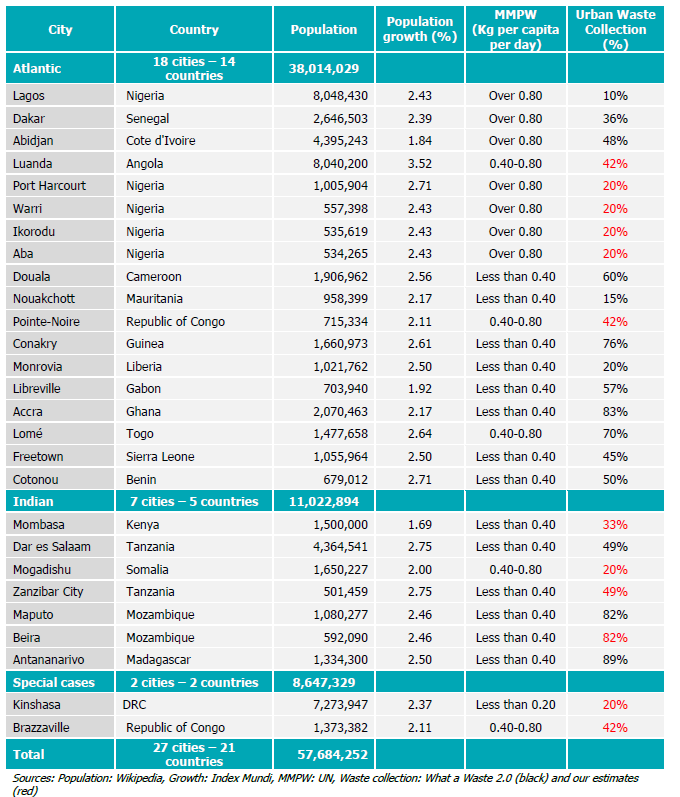 City Country Population Population growth (%) MMPW (Kg per capita per day) Urban Waste Collection (%)
Atlantic 18 cities – 14 countries 38,014,029
Lagos Nigeria 8,048,430 2.43 Over 0.80 10%
Dakar Senegal 2,646,503 2.39 Over 0.80 36%
Abidjan Cote d'Ivoire 4,395,243 1.84 Over 0.80 48%
Luanda Angola 8,040,200 3.52 0.40-0.80 42%
Port Harcourt Nigeria 1,005,904 2.71 Over 0.80 20%
Warri Nigeria 557,398 2.43 Over 0.80 20%
Ikorodu Nigeria 535,619 2.43 Over 0.80 20%
Aba Nigeria 534,265 2.43 Over 0.80 20%
Douala Cameroon 1,906,962 2.56 Less than 0.40 60%
Nouakchott Mauritania 958,399 2.17 Less than 0.40 15%
Pointe-Noire Republic of Congo 715,334 2.11 0.40-0.80 42%
Conakry Guinea 1,660,973 2.61 Less than 0.40 76%
Monrovia Liberia 1,021,762 2.50 Less than 0.40 20%
Libreville Gabon 703,940 1.92 Less than 0.40 57%
Accra Ghana 2,070,463 2.17 Less than 0.40 83%
Lomé Togo 1,477,658 2.64 0.40-0.80 70%
Freetown Sierra Leone 1,055,964 2.50 Less than 0.40 45%
Cotonou Benin 679,012 2.71 Less than 0.40 50%
Indian 7 cities – 5 countries 11,022,894
Mombasa Kenya 1,500,000 1.69 Less than 0.40 33%
Dar es Salaam Tanzania 4,364,541 2.75 Less than 0.40 49%
Mogadishu Somalia 1,650,227 2.00 0.40-0.80 20%
Zanzibar City Tanzania 501,459 2.75 Less than 0.40 49%
Maputo Mozambique 1,080,277 2.46 Less than 0.40 82%
Beira Mozambique 592,090 2.46 Less than 0.40 82%
Antananarivo Madagascar 1,334,300 2.50 Less than 0.40 89%
Special cases 2 cities – 2 countries 8,647,329
Kinshasa DRC 7,273,947 2.37 Less than 0.20 20%
Brazzaville Republic of Congo 1,373,382 2.11 0.40-0.80 42%
Total 27 cities – 21 countries 57,684,252
Sources: Population: Wikipedia, Growth: Index Mundi, MMPW: UN, Waste collection: What a Waste 2.0 (black) and our estimates
(red)